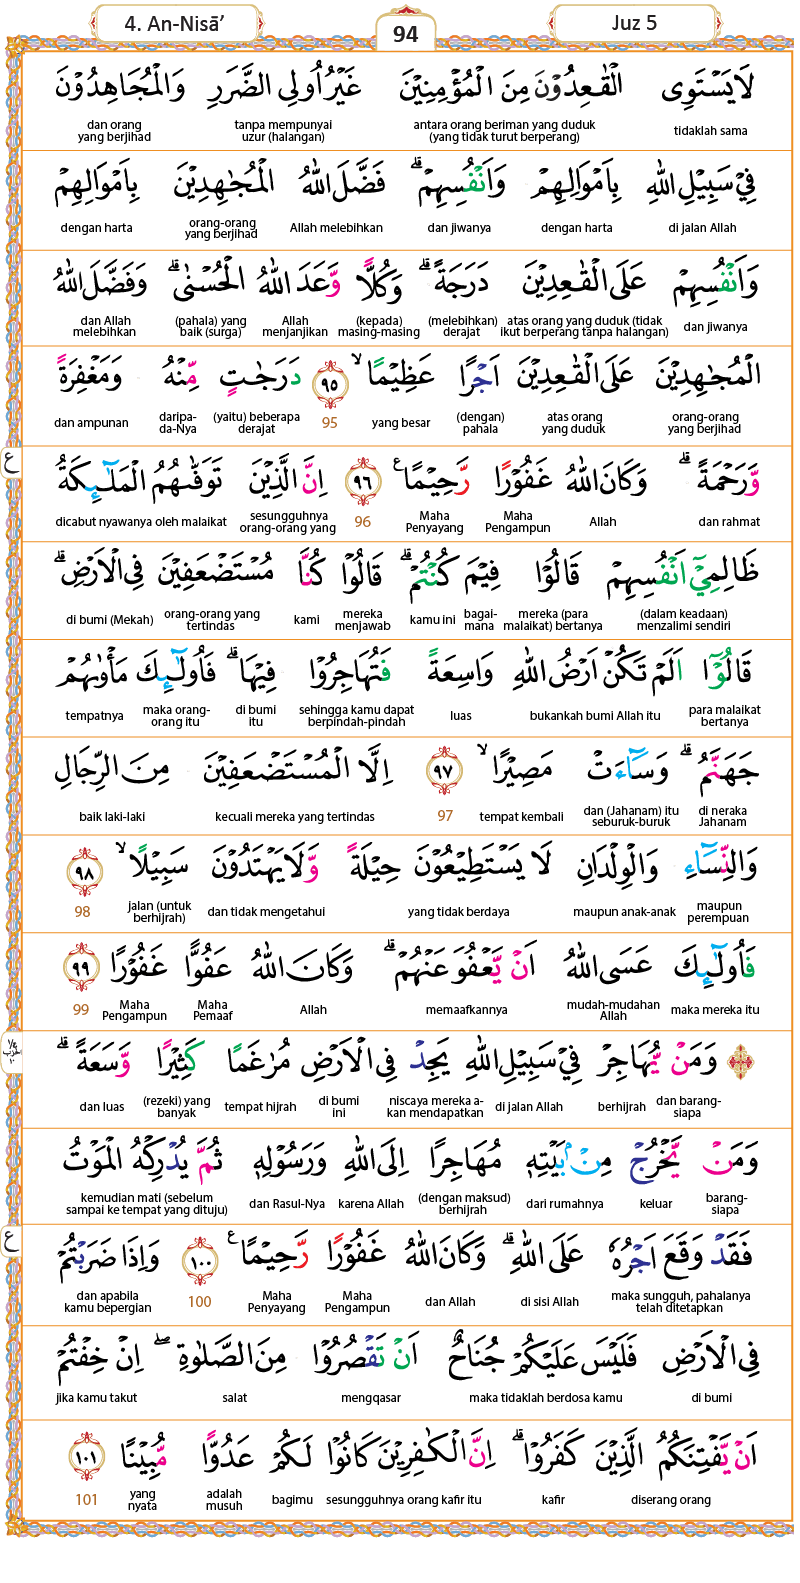 4. An-Nisā’ 94 Juz 5
لَا يَسْتَوِى الْقٰعِدُوْنَ مِنَ الْمُؤْمِنِيْنَ غَيْرُ اُولِى الضَّرَرِ وَالْمُجَاهِدُوْنَ
tidaklah sama antara orang beriman yang duduk (yang tidak turut berperang) tanpa mempunyai uzur (halangan) dan orang yang berjihad
فِيْ سَبِيْلِ اللّٰهِ بِاَمْوَالِهِمْ وَاَنْفُسِهِمْۗ فَضَّلَ اللّٰهُ الْمُجٰهِدِيْنَ بِاَمْوَالِهِمْ
di jalan Allah dengan harta dan jiwanya Allah melebihkan orang-orang yang berjihad dengan harta
وَاَنْفُسِهِمْ عَلَى الْقٰعِدِيْنَ دَرَجَةًۗ وَكُلًّا وَّعَدَ اللّٰهُ الْحُسْنٰىۗ وَفَضَّلَ اللّٰهُ
dan jiwanya atas orang yang duduk (tidak ikut berperang tanpa halangan) (melebihkan) derajat (kepada) masing-masing Allah menjanjikan (pahala) yang baik (surga) dan Allah melebihkan
الْمُجٰهِدِيْنَ عَلَى الْقٰعِدِيْنَ اَجْرًا عَظِيْمًاۙ ٩٥ دَرَجٰتٍ مِّنْهُ وَمَغْفِرَةً
orang-orang yang berjihad atas orang yang duduk (dengan) pahala yang besar 95 (yaitu) beberapa derajat daripa-da-Nya dan ampunan
وَّرَحْمَةًۗ وَكَانَ اللّٰهُ غَفُوْرًا رَّحِيْمًاࣖ ٩٦ اِنَّ الَّذِيْنَ تَوَفّٰىهُمُ الْمَلٰۤىِٕكَةُ ع
dan rahmat Allah Maha Pengampun Maha Penyayang 96 sesungguhnya orang-orang yang dicabut nyawanya oleh malaikat
ظَالِمِيْٓ اَنْفُسِهِمْ قَالُوْا فِيْمَ كُنْتُمْۗ قَالُوْا كُنَّا مُسْتَضْعَفِيْنَ فِى الْاَرْضِۗ
(dalam keadaan) menzalimi sendiri mereka (para malaikat) bertanya bagai-mana kamu ini mereka menjawab kami orang-orang yang tertindas di bumi (Mekah)
قَالُوْٓا اَلَمْ تَكُنْ اَرْضُ اللّٰهِ وَاسِعَةً فَتُهَاجِرُوْا فِيْهَاۗ فَاُولٰۤىِٕكَ مَأْوٰىهُمْ
para malaikat bertanya bukankah bumi Allah itu luas sehingga kamu dapat berpindah-pindah di bumi itu maka orang-orang itu tempatnya
جَهَنَّمُۗ وَسَاۤءَتْ مَصِيْرًاۙ ٩٧ اِلَّا الْمُسْتَضْعَفِيْنَ مِنَ الرِّجَالِ
di neraka Jahanam dan (Jahanam) itu seburuk-buruk tempat kembali 97 kecuali mereka yang tertindas baik laki-laki
وَالنِّسَاۤءِ وَالْوِلْدَانِ لَا يَسْتَطِيْعُوْنَ حِيْلَةً وَّلَا يَهْتَدُوْنَ سَبِيْلًاۙ ٩٨
maupun perempuan maupun anak-anak yang tidak berdaya dan tidak mengetahui jalan (untuk berhijrah) 98
فَاُولٰۤىِٕكَ عَسَى اللّٰهُ اَنْ يَّعْفُوَ عَنْهُمْۗ وَكَانَ اللّٰهُ عَفُوًّا غَفُوْرًا ٩٩
maka mereka itu mudah-mudahan Allah memaafkannya Allah Maha Pemaaf Maha Pengampun 99
وَمَنْ يُّهَاجِرْ فِيْ سَبِيْلِ اللّٰهِ يَجِدْ فِى الْاَرْضِ مُرٰغَمًا كَثِيْرًا وَّسَعَةًۗ
dan barang-siapa berhijrah di jalan Allah niscaya mereka a-kan mendapatkan di bumi ini tempat hijrah (rezeki) yang banyak dan luas
وَمَنْ يَّخْرُجْ مِنْۢ بَيْتِهٖ مُهَاجِرًا اِلَى اللّٰهِ وَرَسُوْلِهٖ ثُمَّ يُدْرِكْهُ الْمَوْتُ
barang-siapa keluar dari rumahnya (dengan maksud) berhijrah karena Allah dan Rasul-Nya kemudian mati (sebelum sampai ke tempat yang dituju)
فَقَدْ وَقَعَ اَجْرُهٗ عَلَى اللّٰهِۗ وَكَانَ اللّٰهُ غَفُوْرًا رَّحِيْمًاࣖ ١٠٠ وَاِذَا ضَرَبْتُمْ ع
maka sungguh, pahalanya telah ditetapkan di sisi Allah dan Allah Maha Pengampun Maha Penyayang 100 dan apabila kamu bepergian
فِى الْاَرْضِ فَلَيْسَ عَلَيْكُمْ جُنَاحٌ اَنْ تَقْصُرُوْا مِنَ الصَّلٰوةِۖ اِنْ خِفْتُمْ
di bumi maka tidaklah berdosa kamu mengqasar salat jika kamu takut
اَنْ يَّفْتِنَكُمُ الَّذِيْنَ كَفَرُوْاۗ اِنَّ الْكٰفِرِيْنَ كَانُوْا لَكُمْ عَدُوًّا مُّبِيْنًا ١٠١
diserang orang kafir sesungguhnya orang kafir itu bagimu adalah musuh yang nyata 101